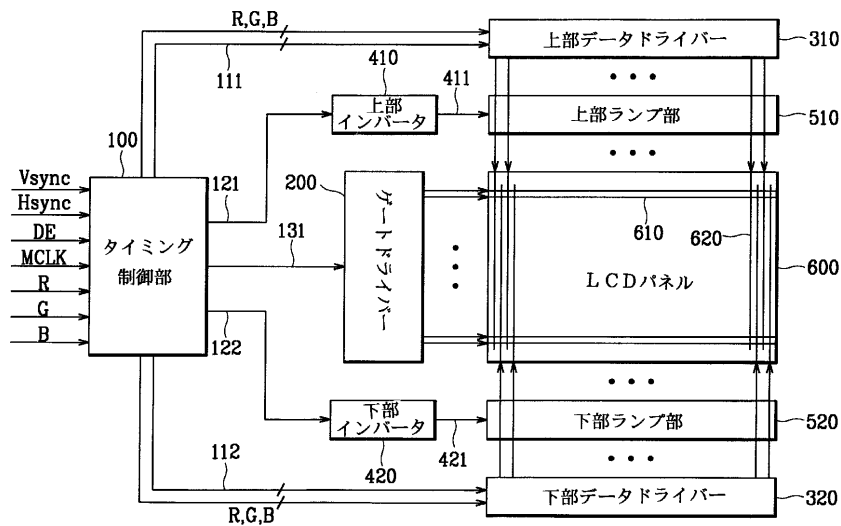 R,G,B
111
上部データドライバー
310
410
上部
インバータ
411
上部ランプ部
510
100
Vsync
Hsync
DE
MCLK
R
G
B
タイミング
制御部
121
131
122
200
ゲートドライバー
610
620
LCDパネル
600
下部
インバータ
420
421
下部ランプ部
520
112
R,G,B
下部データドライバー
320